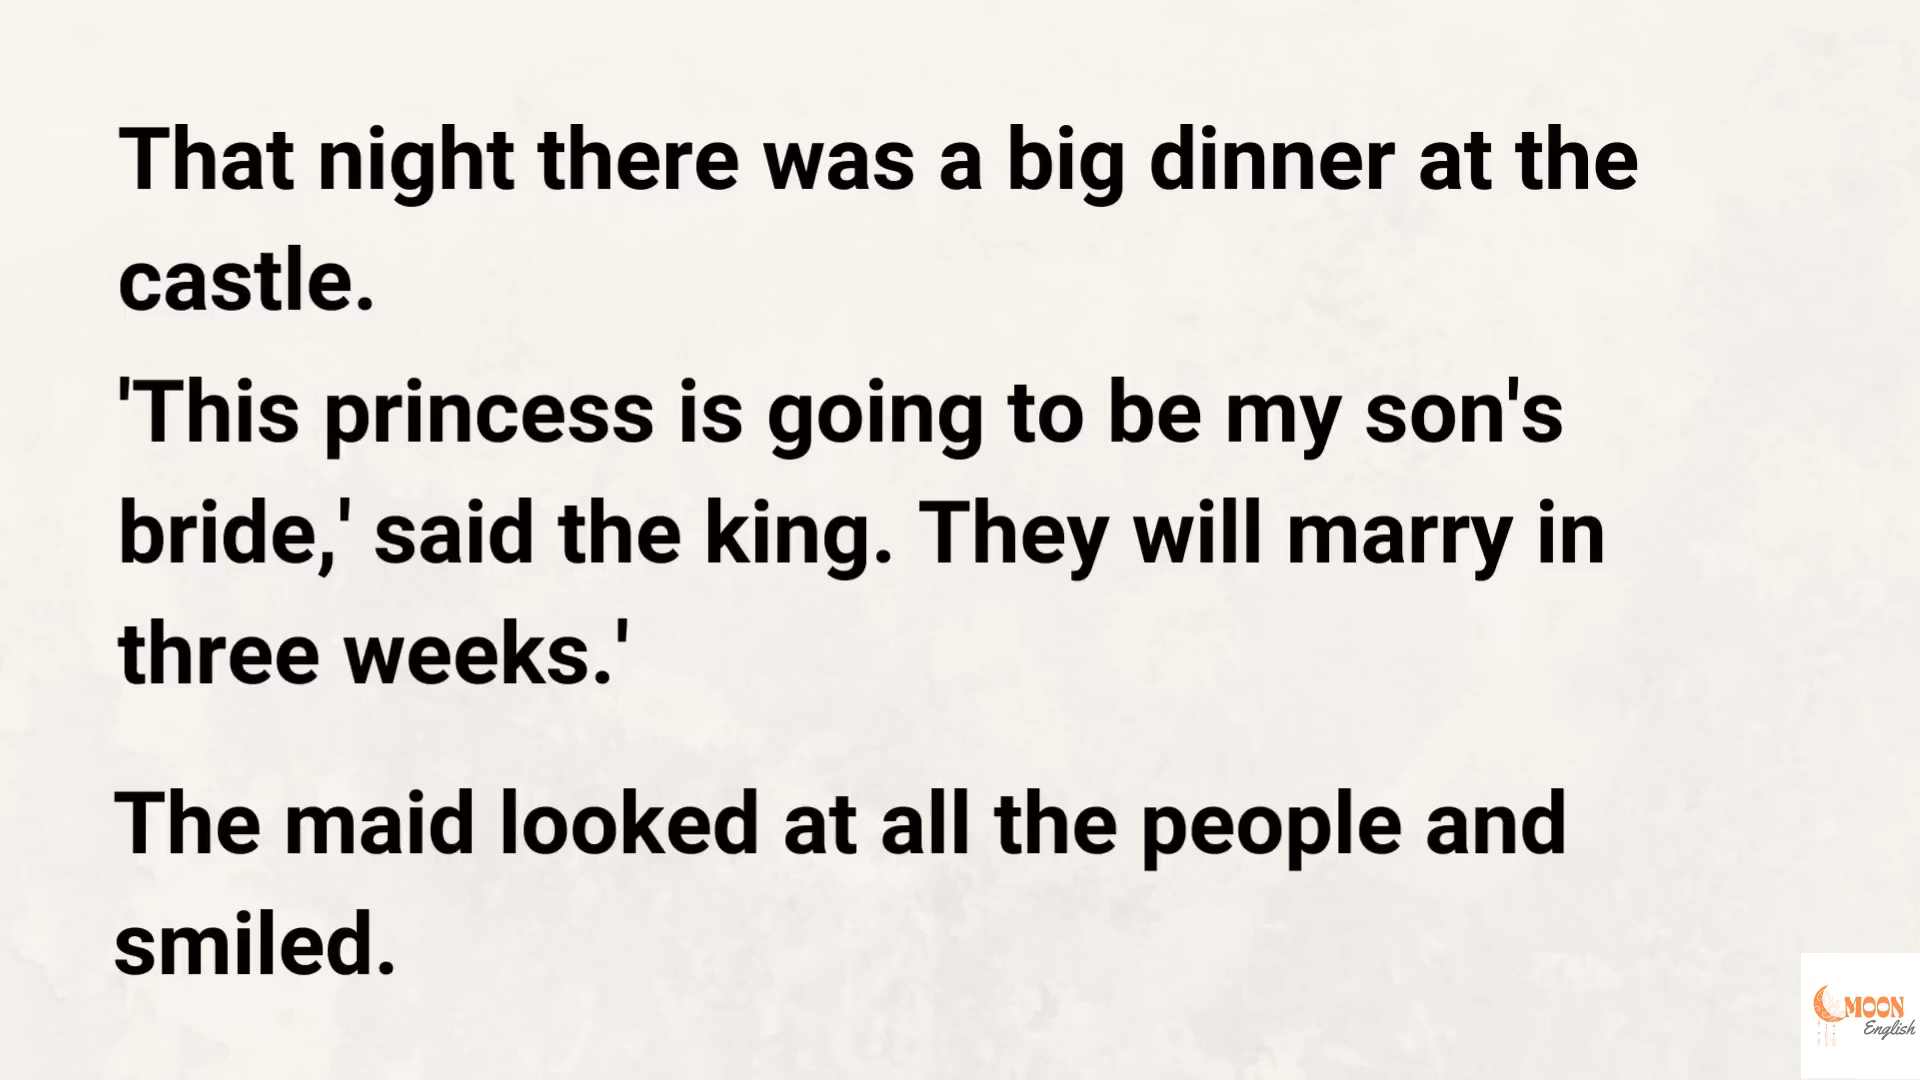 That night there was a big dinner at the
castle.
'This princess is going to be my son's
bride,' said the king. They will marry in
three weeks.'
The maid looked at all the people and
smiled.
MOON
English